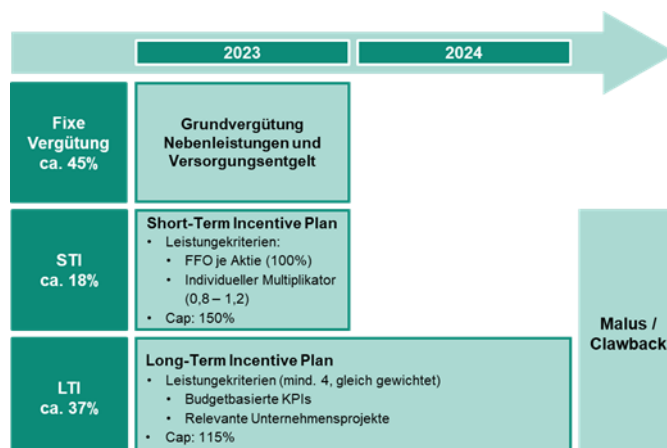 2023
2024
Fixe
Vergütung
ca. 45%
Grundvergütung
Nebenleistungen und
Versorgungsentgelt
STI
ca. 18%
Short-Term Incentive Plan
• Leistungekriterien:
• FFO je Aktie (100%)
• Individueller Multiplikator
(0,8 – 1,2)
• Cap: 150%
LTI
ca. 37%
Long-Term Incentive Plan
• Leistungekriterien (mind. 4, gleich gewichtet)
• Budgetbasierte KPIs
• Relevante Unternehmensprojekte
• Cap: 115%
Malus /
Clawback